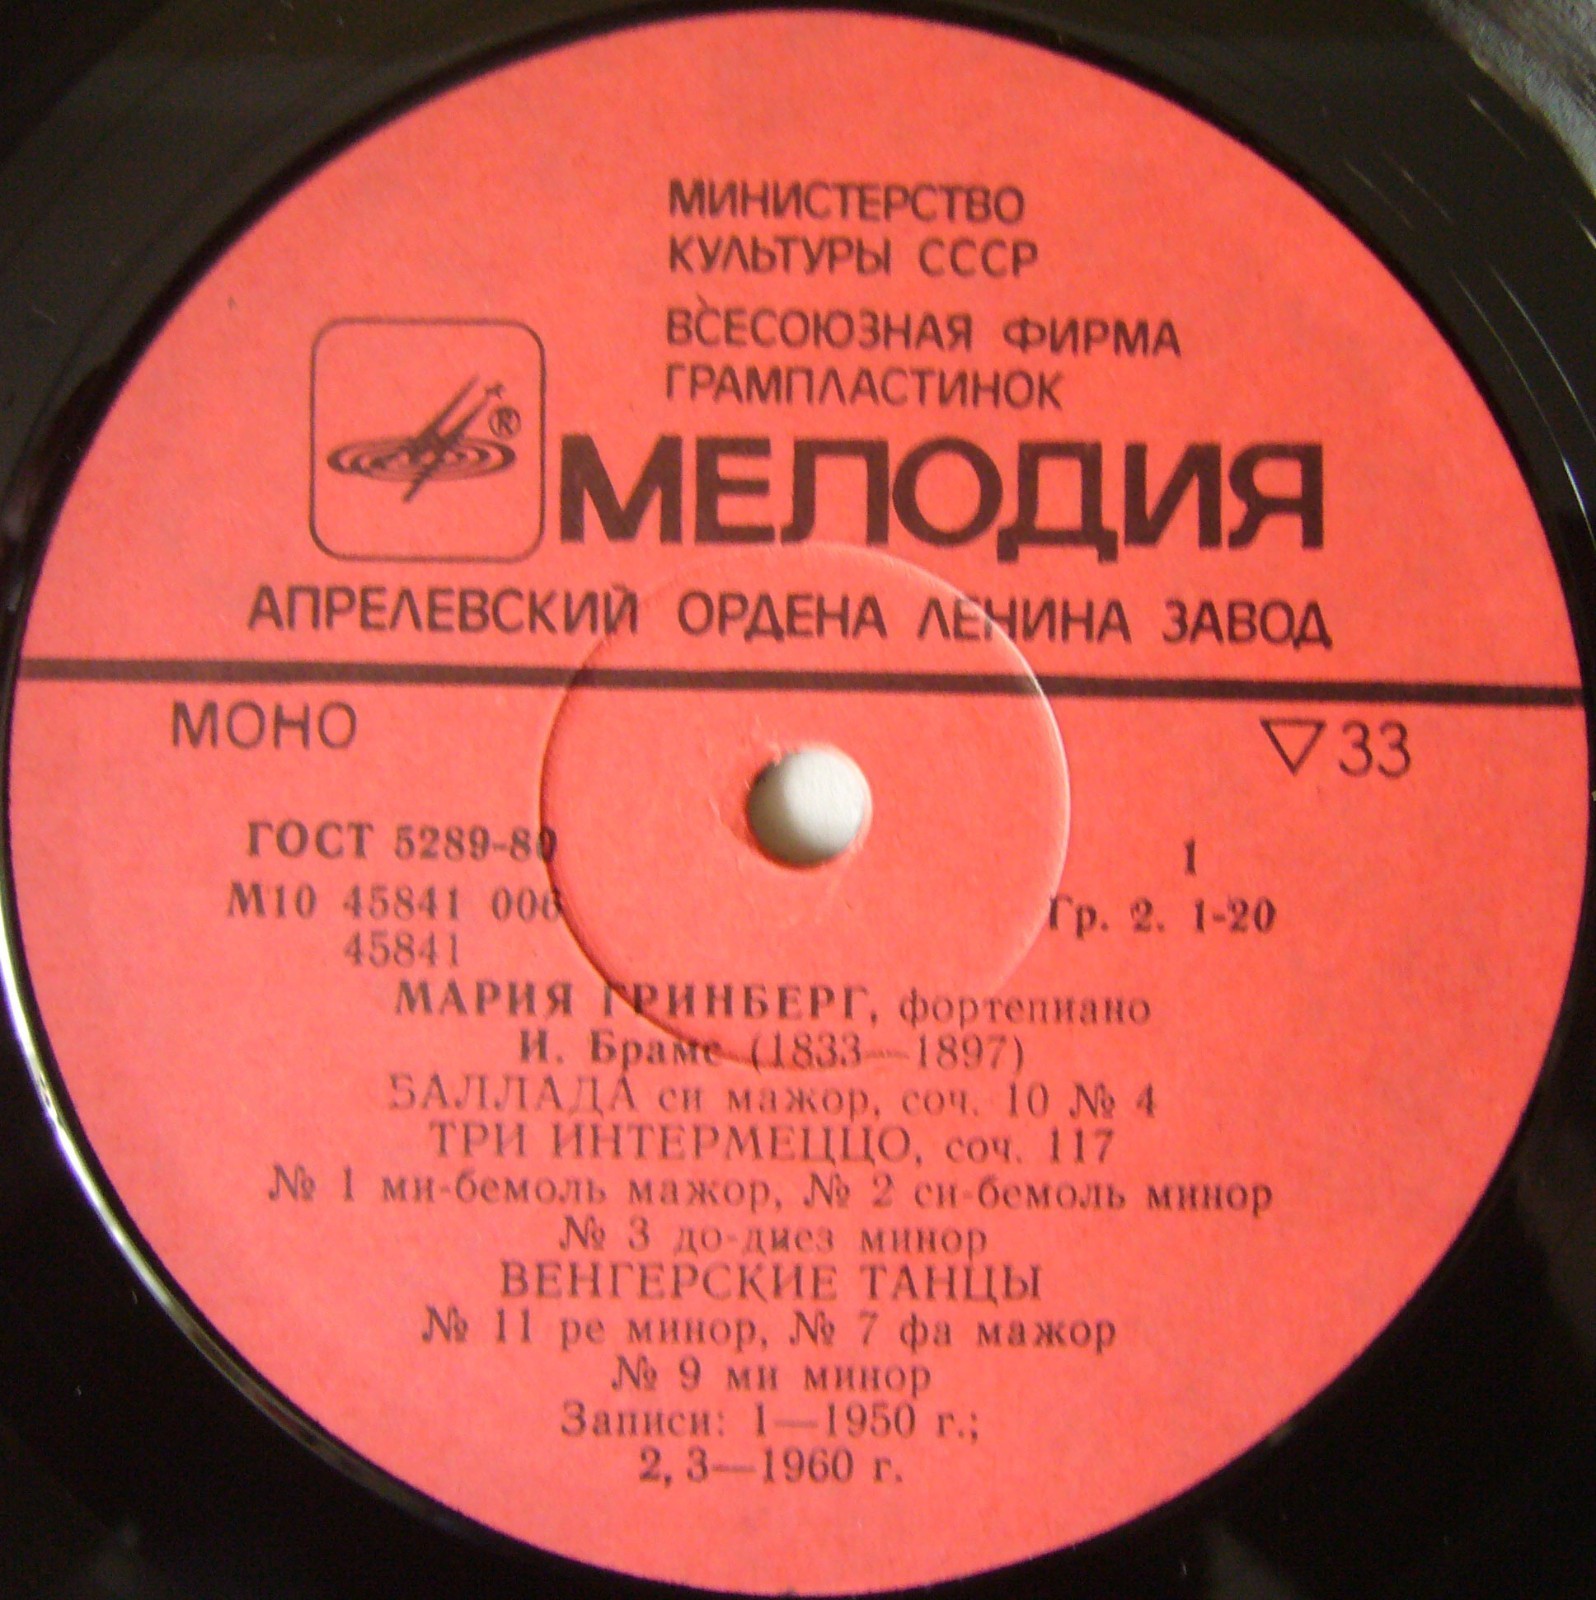 МИНИСТЕРСТВО
КУЛЬТУРЫ СССР
ВСЕСОЮЗНАЯ ФИРМА
ГРАМПЛАСТИНОК
®
МЕЛОДИЯ
АПРЕЛЕВСКИЙ ОРДЕНА ЛЕНИНА ЗАВОД
МОНО
▽33
ГОСТ 5289-80
1
М10 45841 006
Гр. 2. 1-20
45841
МАРИЯ ГРИНБЕРГ, фортепиано
И. Брамс (1833—1897)
БАЛЛАДА си мажор, соч. 10 № 4
ТРИ ИНТЕРМЕЦЦО, соч. 117
№ 1 ми-бемоль мажор, № 2 си-бемоль минор
№ 3 до-диез минор
ВЕНГЕРСКИЕ ТАНЦЫ
№ 11 ре минор, № 7 фа мажор
№ 9 ми минор
Записи: 1—1950 г.;
2, 3—1960 г.